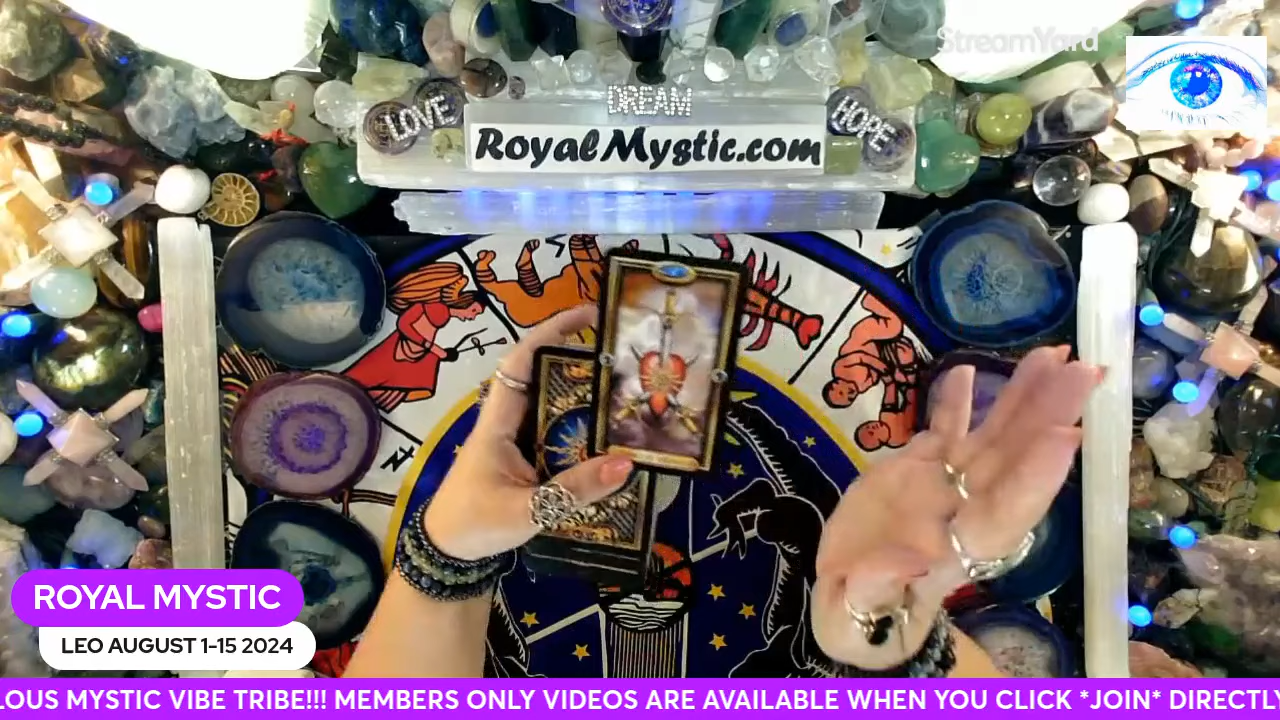 StreamYard
DREAM
LOVE
HOPE
RoyalMystic.com
ROYAL MYSTIC
LEO AUGUST 1-15 2024
LOUS MYSTIC VIBE TRIBE!!! MEMBERS ONLY VIDEOS ARE AVAILABLE WHEN YOU CLICK *JOIN* DIRECTLY